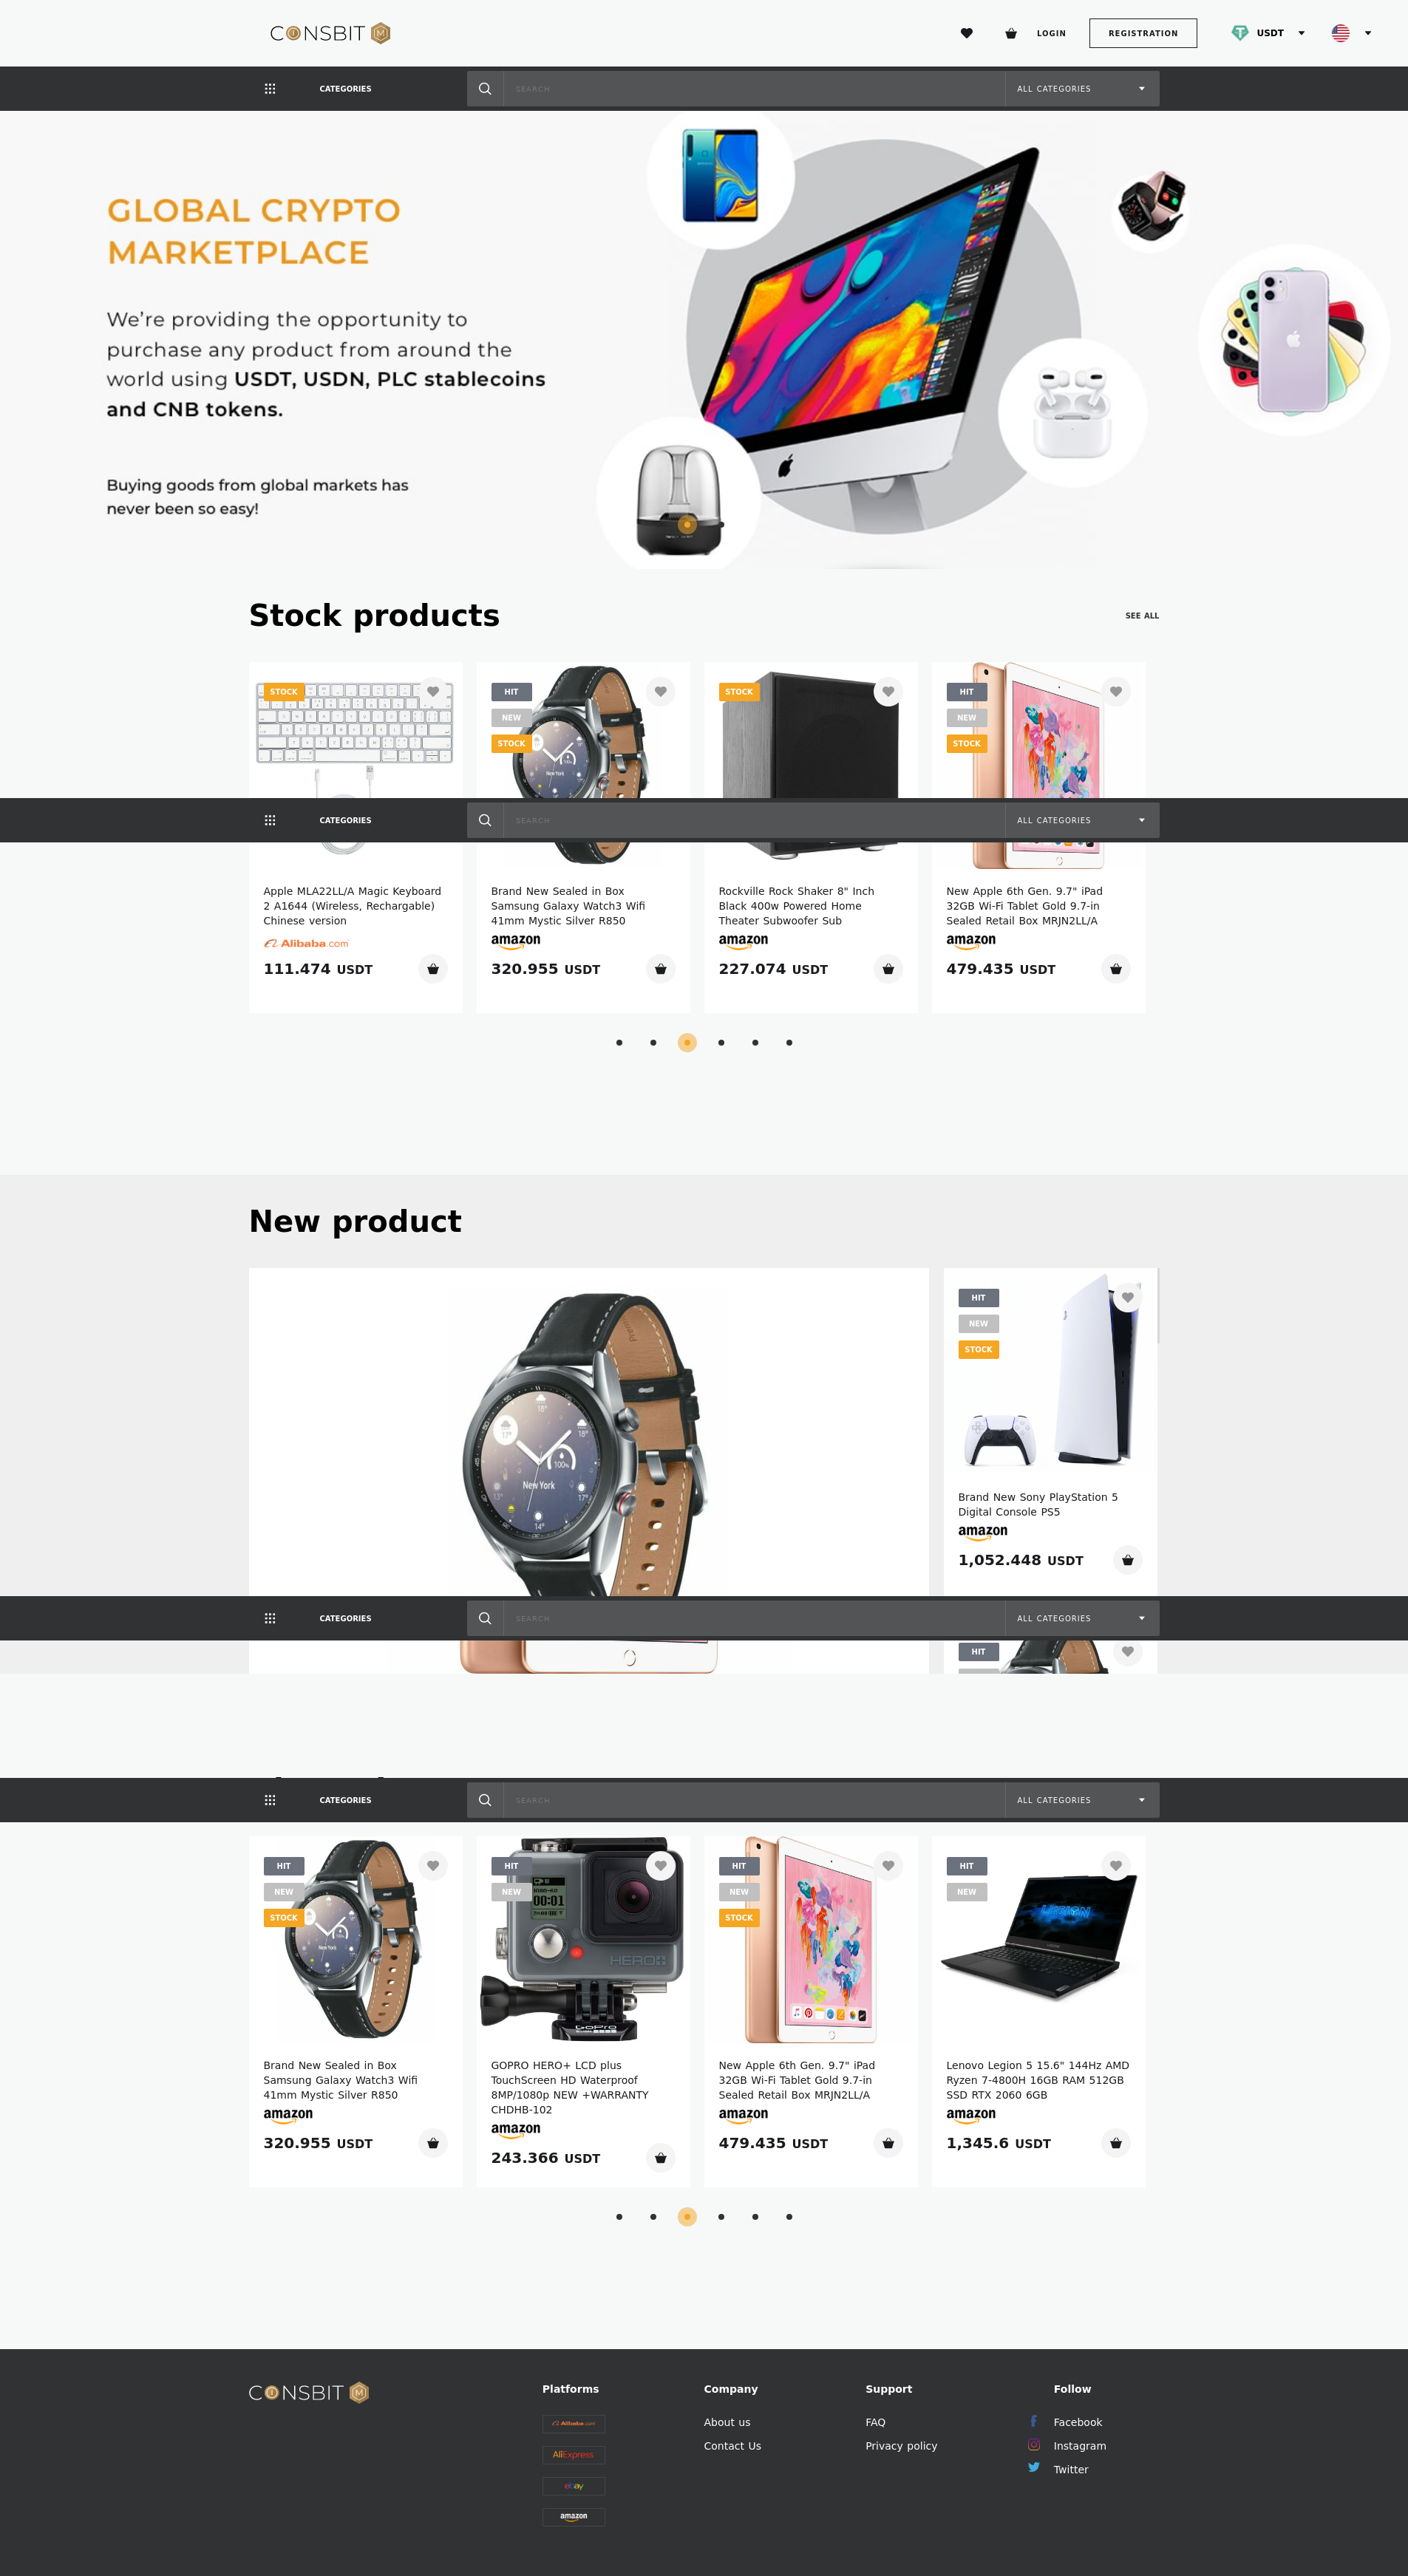 CONSBIT M
LOGIN
REGISTRATION
USDT
CATEGORIES
SEARCH
ALL CATEGORIES
GLOBAL CRYPTO
MARKETPLACE
We're providing the opportunity to
purchase any product from around the
world using USDT, USDN, PLC stablecoins
and CNB tokens.
Buying goods from global markets has
never been so easy!
Stock products
SEE ALL
STOCK
HIT
NEW
STOCK
STOCK
HIT
NEW
STOCK
CATEGORIES
SEARCH
ALL CATEGORIES
Apple MLA22LL/A Magic Keyboard
2 A1644 (Wireless, Rechargable)
Chinese version
Alibaba.com
111.474 USDT
Brand New Sealed in Box
Samsung Galaxy Watch3 Wifi
41mm Mystic Silver R850
amazon
320.955 USDT
Rockville Rock Shaker 8" Inch
Black 400w Powered Home
Theater Subwoofer Sub
amazon
227.074 USDT
New Apple 6th Gen. 9.7" iPad
32GB Wi-Fi Tablet Gold 9.7-in
Sealed Retail Box MRJN2LL/A
amazon
479.435 USDT
New product
New York
100%
18°
18°
17°
14°
HIT
NEW
STOCK
Brand New Sony PlayStation 5
Digital Console PS5
amazon
1,052.448 USDT
CATEGORIES
SEARCH
ALL CATEGORIES
HIT
CATEGORIES
SEARCH
ALL CATEGORIES
HIT
NEW
STOCK
Brand New Sealed in Box
Samsung Galaxy Watch3 Wifi
41mm Mystic Silver R850
amazon
320.955 USDT
HIT
NEW
00:01
HERO+
GoPro
GOPRO HERO+ LCD plus
TouchScreen HD Waterproof
8MP/1080p NEW +WARRANTY
CHDHB-102
amazon
243.366 USDT
HIT
NEW
STOCK
New Apple 6th Gen. 9.7" iPad
32GB Wi-Fi Tablet Gold 9.7-in
Sealed Retail Box MRJN2LL/A
amazon
479.435 USDT
HIT
NEW
LEGION
Lenovo Legion 5 15.6" 144Hz AMD
Ryzen 7-4800H 16GB RAM 512GB
SSD RTX 2060 6GB
amazon
1,345.6 USDT
CONSBIT M
Platforms
Alibaba.com
AliExpress
ebay
amazon
Company
About us
Contact Us
Support
FAQ
Privacy policy
Follow
Facebook
Instagram
Twitter